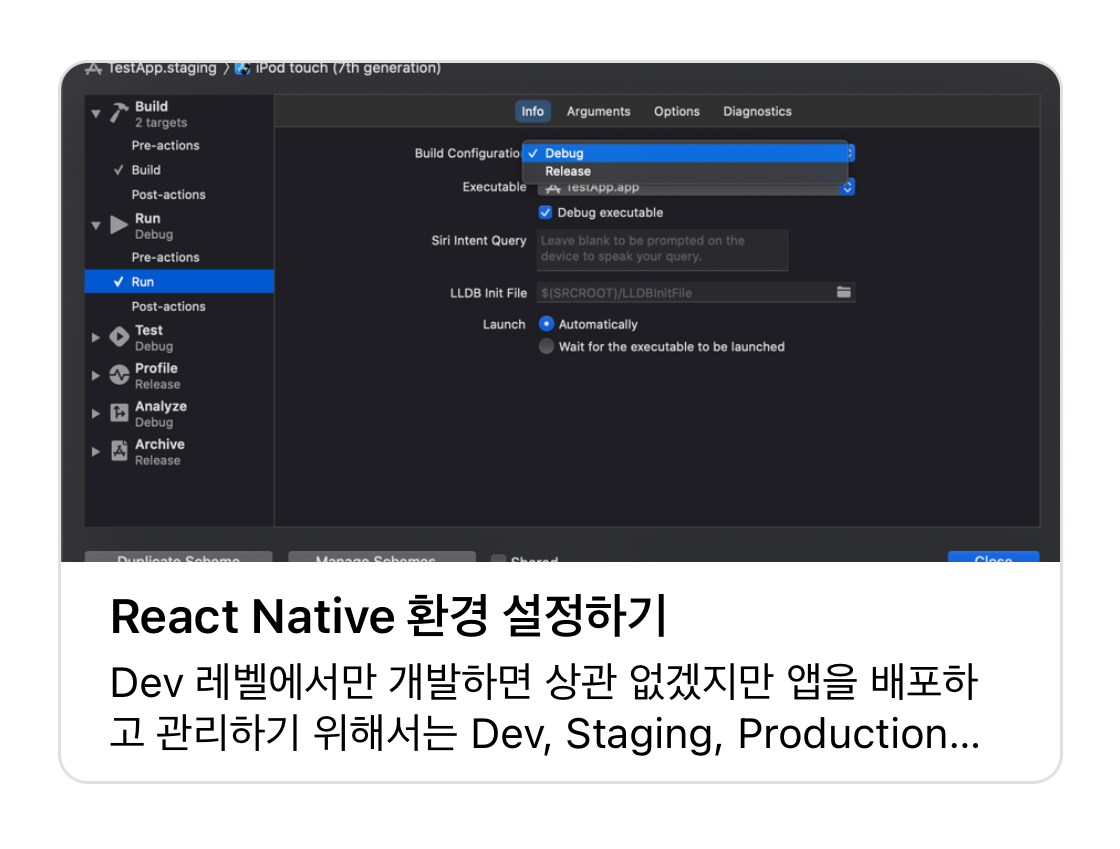 TestApp.staging 〉 iPod touch (7th generation)
Build
2 targets
Pre-actions
Build
Post-actions
Run
Debug
Pre-actions
Run
Post-actions
Test
Debug
Profile
Release
Analyze
Debug
Archive
Release
Info Arguments Options Diagnostics
Build Configuratio Debug
Release
Executable TestApp.app
Debug executable
Siri Intent Query Leave blank to be prompted on the
device to speak your query.
LLDB Init File $(SRCROOT)/LLDBInitFile
Launch Automatically
Wait for the executable to be launched
Duplicate Scheme Manage Schemes... Shared Close
React Native 환경 설정하기
Dev 레벨에서만 개발하면 상관 없겠지만 앱을 배포하
고 관리하기 위해서는 Dev, Staging, Production...